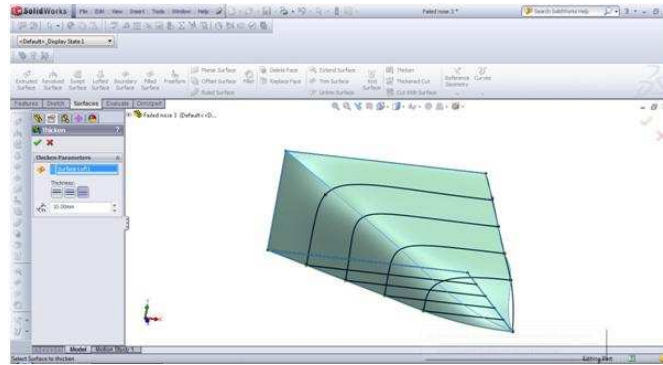 SolidWorks File Edit View Insert Tools Window Help Failed nose 3 * Search SolidWorks Help
<Default>_Display State 1
Planar Surface Delete Face Extend Surface Thicken
Extruded Surface Revolved Surface Swept Surface Lofted Surface Boundary Surface Filled Surface Freeform Offset Surface Fillet Replace Face Trim Surface Knit Surface Thickened Cut Reference Geometry Curves
Ruled Surface Untrim Surface Cut With Surface
Features Sketch Surfaces Evaluate DimXpert
Failed nose 3 (Default<<D...
Thicken ?
Thicken Parameters
Surface-Loft1
Thickness:
10.00mm
Model Motion Study 1
Select Surface to thicken Editing Part